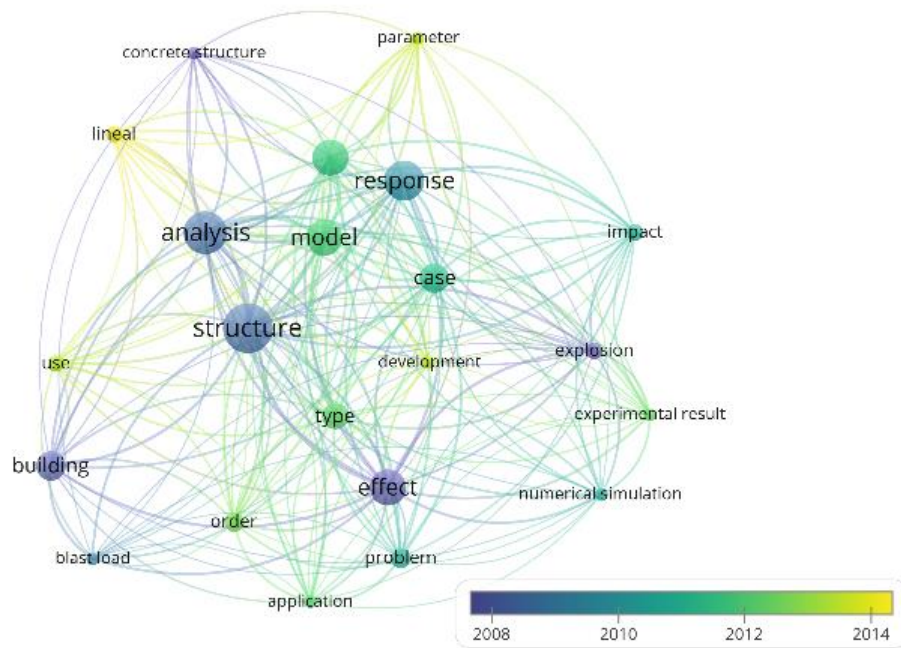 concrete structure
parameter
lineal
response
analysis
model
impact
case
structure
explosion
use
development
experimental result
type
building
effect
numerical simulation
order
blast load
problem
application
2008
2010
2012
2014